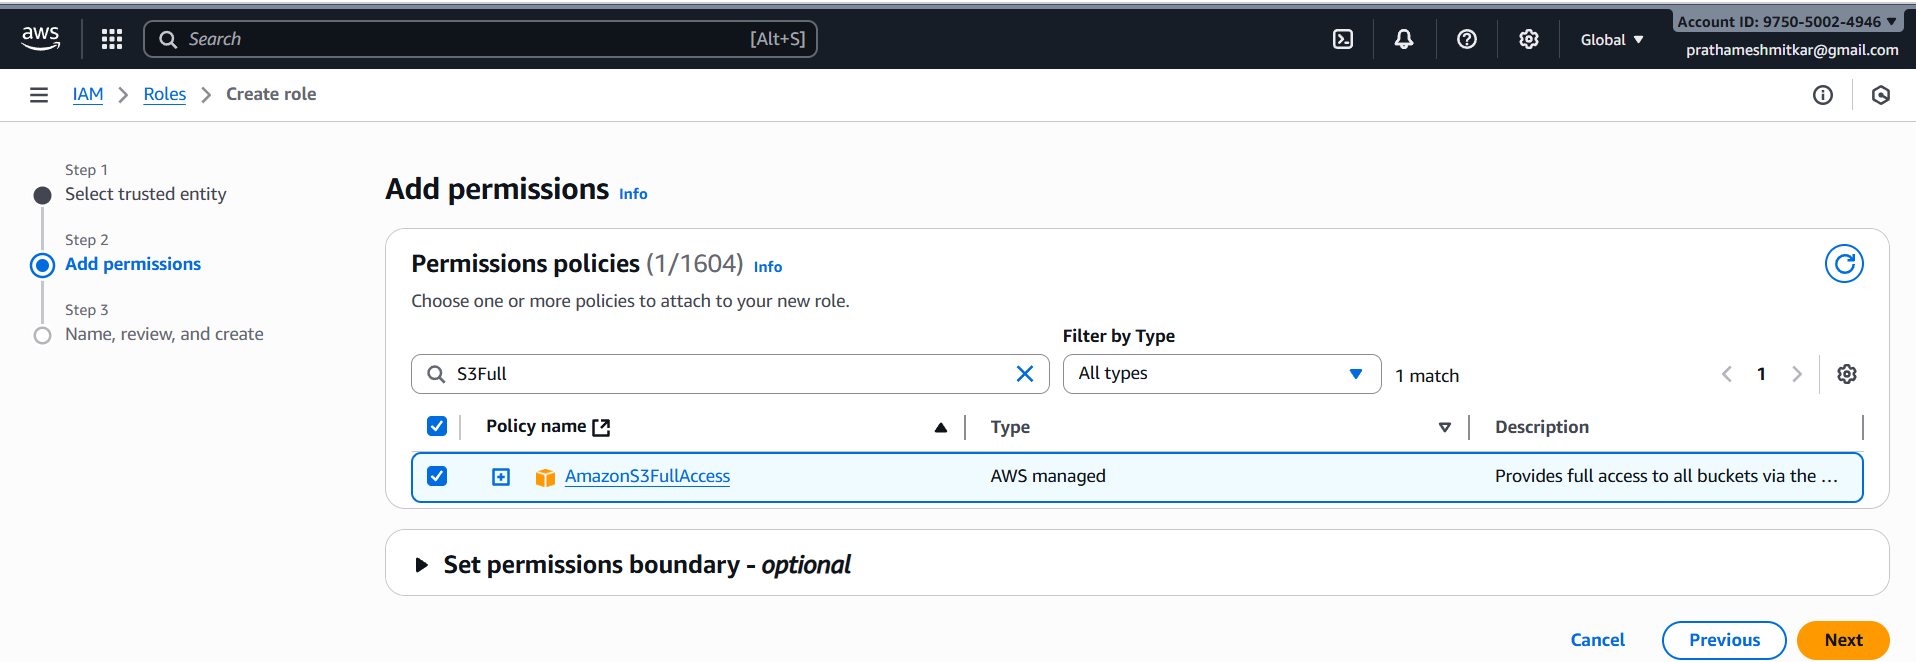 aws
Search [Alt+S]
Global
Account ID: 9750-5002-4946
prathameshmitkar@gmail.com
IAM > Roles > Create role
Step 1
Select trusted entity
Step 2
Add permissions
Step 3
Name, review, and create
Add permissions Info
Permissions policies (1/1604) Info
Choose one or more policies to attach to your new role.
Filter by Type
S3Full
All types
1 match
1
Policy name
Type
Description
AmazonS3FullAccess
AWS managed
Provides full access to all buckets via the ...
Set permissions boundary - optional
Cancel
Previous
Next